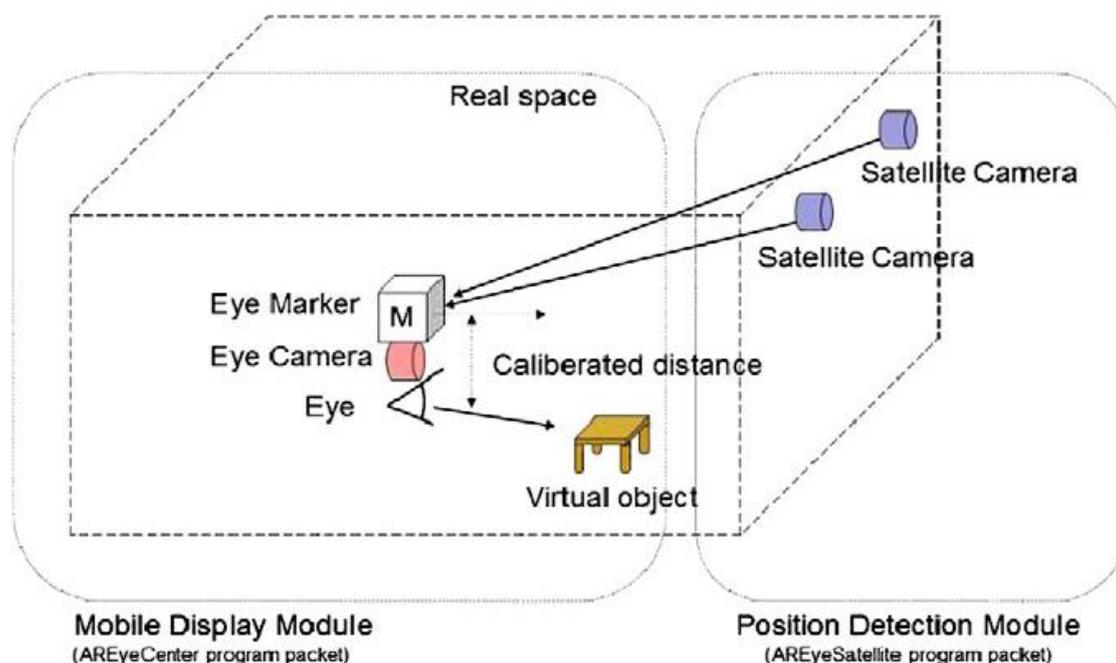 Real space
Satellite Camera
Satellite Camera
Eye Marker
M
Eye Camera
Caliberated distance
Eye
Virtual object
Mobile Display Module
(AREyeCenter program packet)
Position Detection Module
(AREyeSatellite program packet)